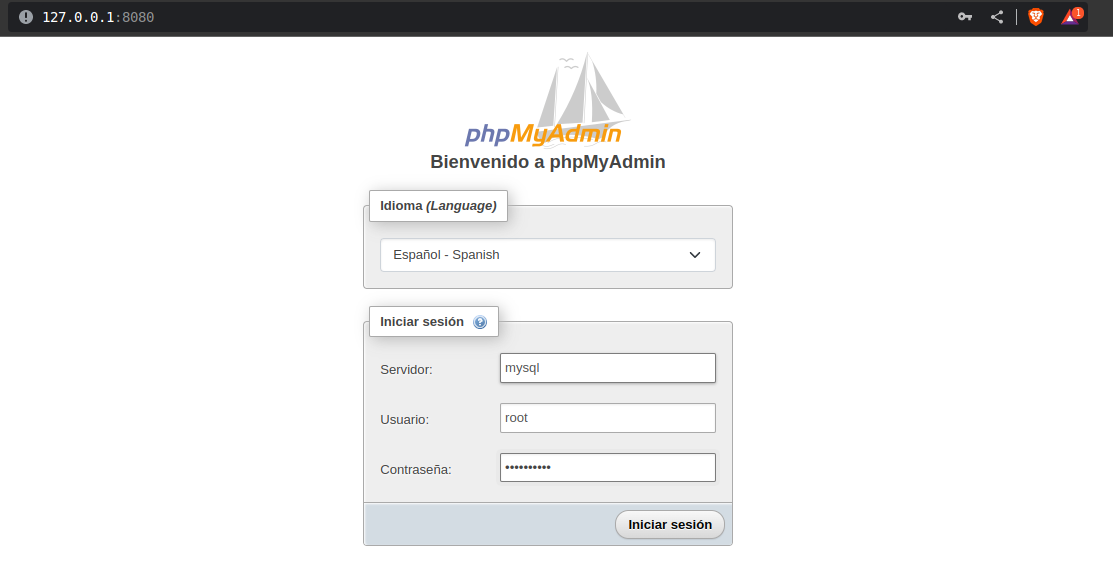 127.0.0.1:8080
1
phpMyAdmin
Bienvenido a phpMyAdmin
Idioma (Language)
Español - Spanish
Iniciar sesión ?
Servidor: mysql
Usuario: root
Contraseña: ••••••••••
Iniciar sesión